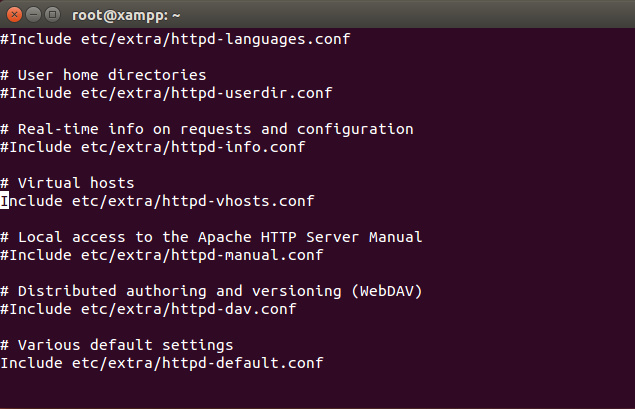 root@xampp: ~
#Include etc/extra/httpd-languages.conf
# User home directories
#Include etc/extra/httpd-userdir.conf
# Real-time info on requests and configuration
#Include etc/extra/httpd-info.conf
# Virtual hosts
Include etc/extra/httpd-vhosts.conf
# Local access to the Apache HTTP Server Manual
#Include etc/extra/httpd-manual.conf
# Distributed authoring and versioning (WebDAV)
#Include etc/extra/httpd-dav.conf
# Various default settings
Include etc/extra/httpd-default.conf